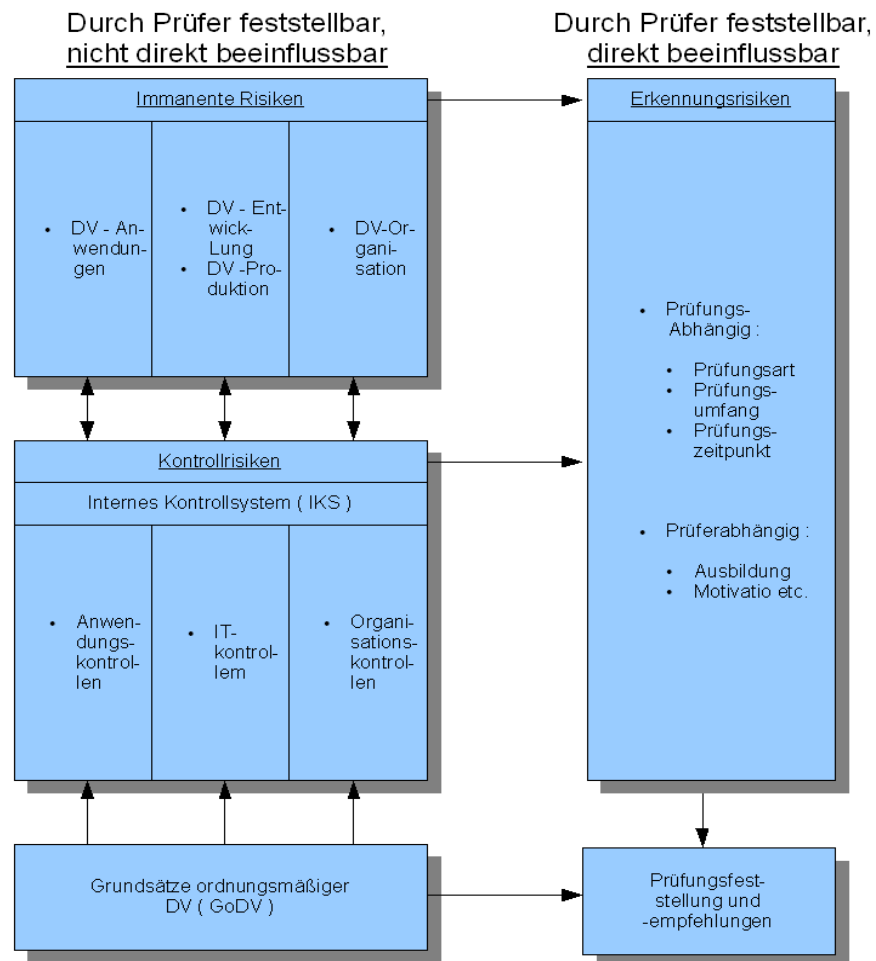 Durch Prüfer feststellbar,
nicht direkt beeinflussbar
Durch Prüfer feststellbar,
direkt beeinflussbar
Immanente Risiken
• DV - An-
wendun-
gen
• DV - Ent-
wick-
Lung
• DV -Pro-
duktion
• DV-Or-
gani-
sation
Kontrollrisiken
Internes Kontrollsystem ( IKS )
• Anwen-
dungs-
kontrol-
len
• IT-
kontrol-
lem
• Organi-
sations-
kontrol-
len
Grundsätze ordnungsmäßiger
DV ( GoDV )
Erkennungsrisiken
• Prüfungs-
Abhängig :
• Prüfungsart
• Prüfungs-
umfang
• Prüfungs-
zeitpunkt
• Prüferabhängig :
• Ausbildung
• Motivatio etc.
Prüfungsfest-
stellung und
-empfehlungen